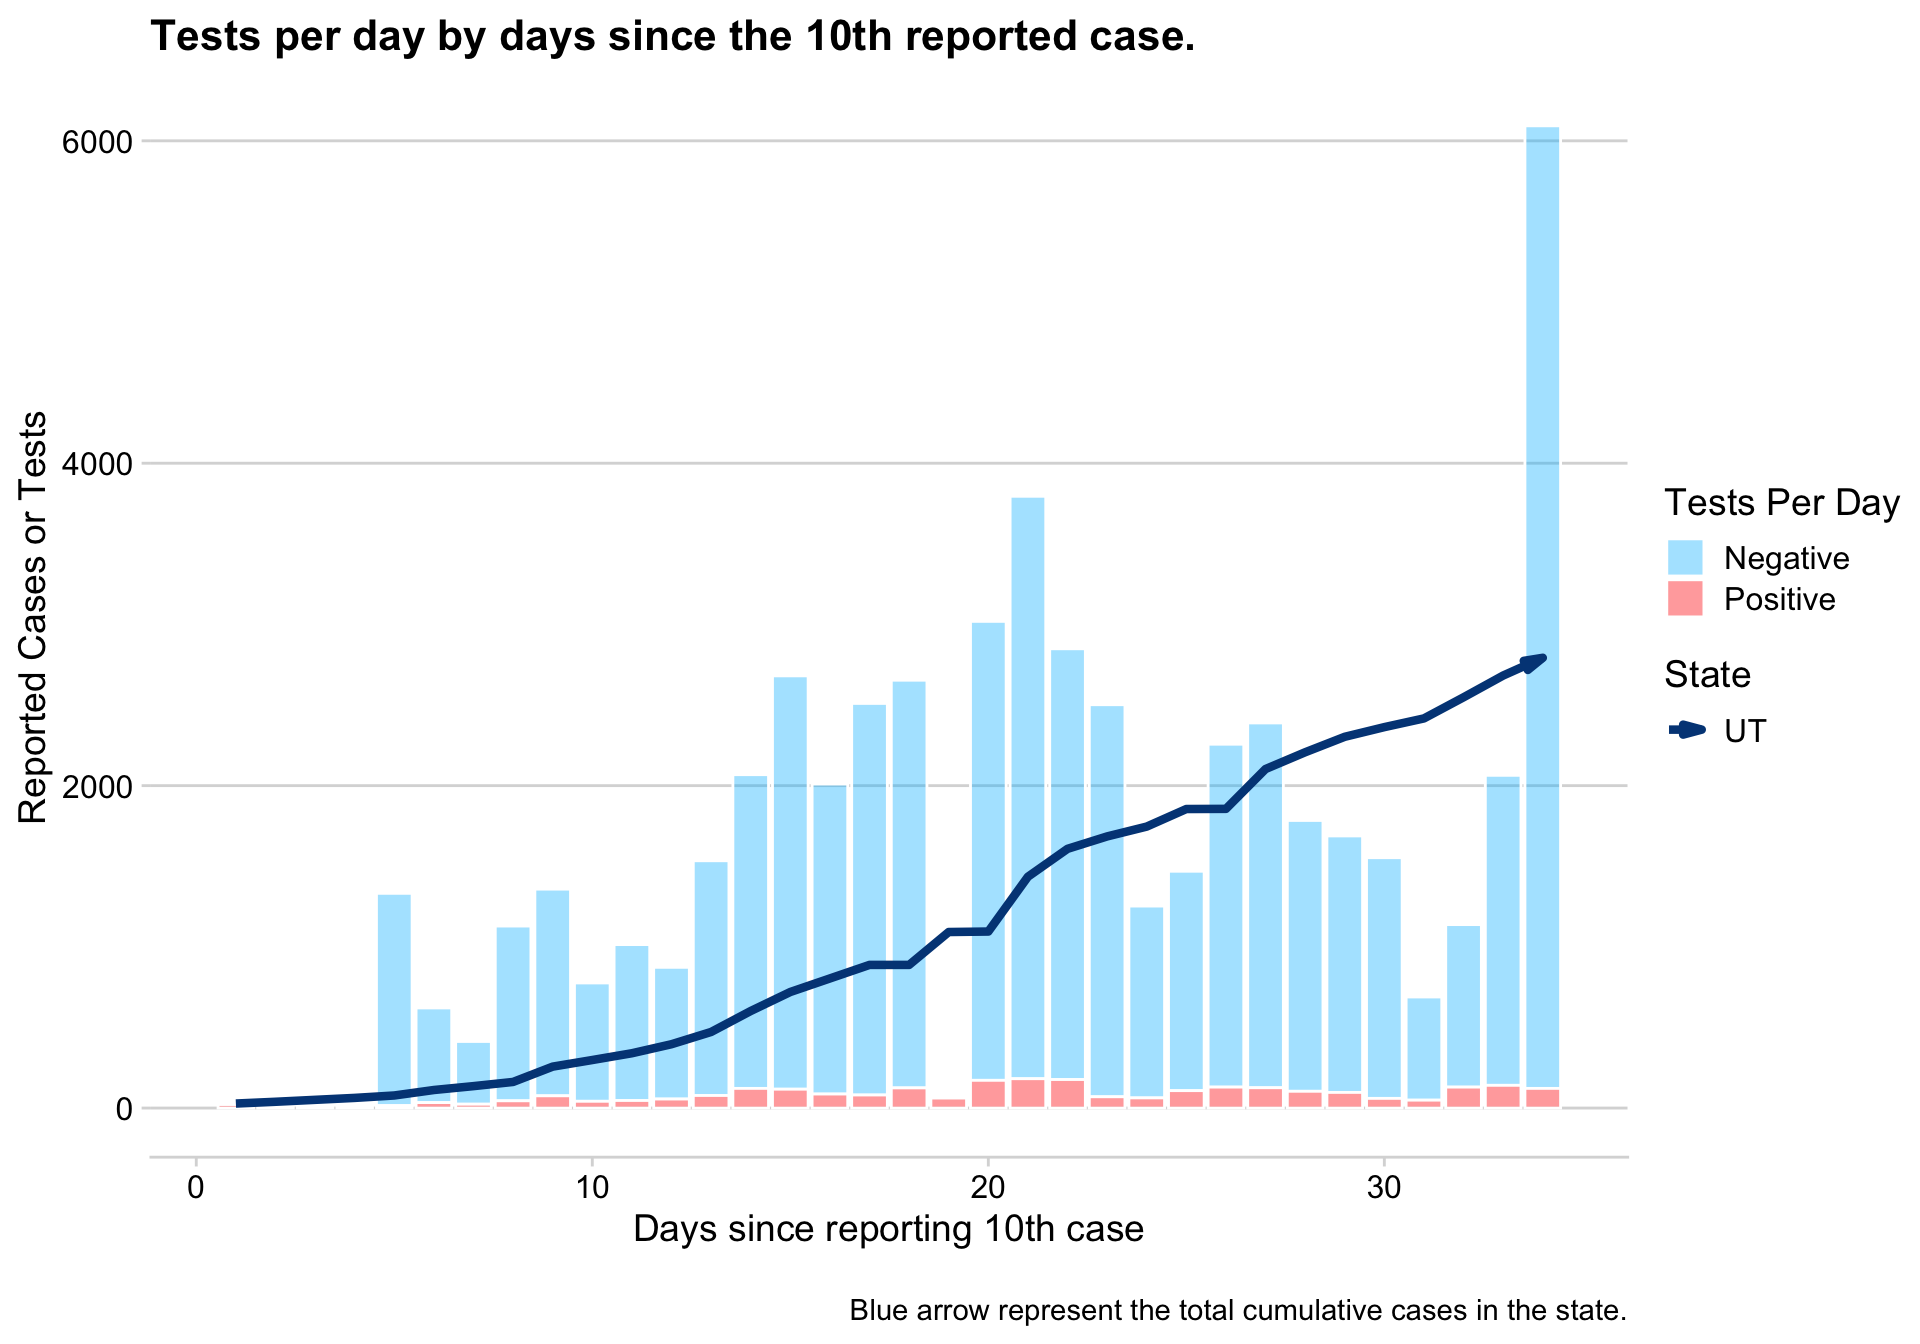 Tests per day by days since the 10th reported case.
6000
4000
2000
0
Reported Cases or Tests
0 10 20 30
Days since reporting 10th case
Tests Per Day
Negative
Positive
State
UT
Blue arrow represent the total cumulative cases in the state.